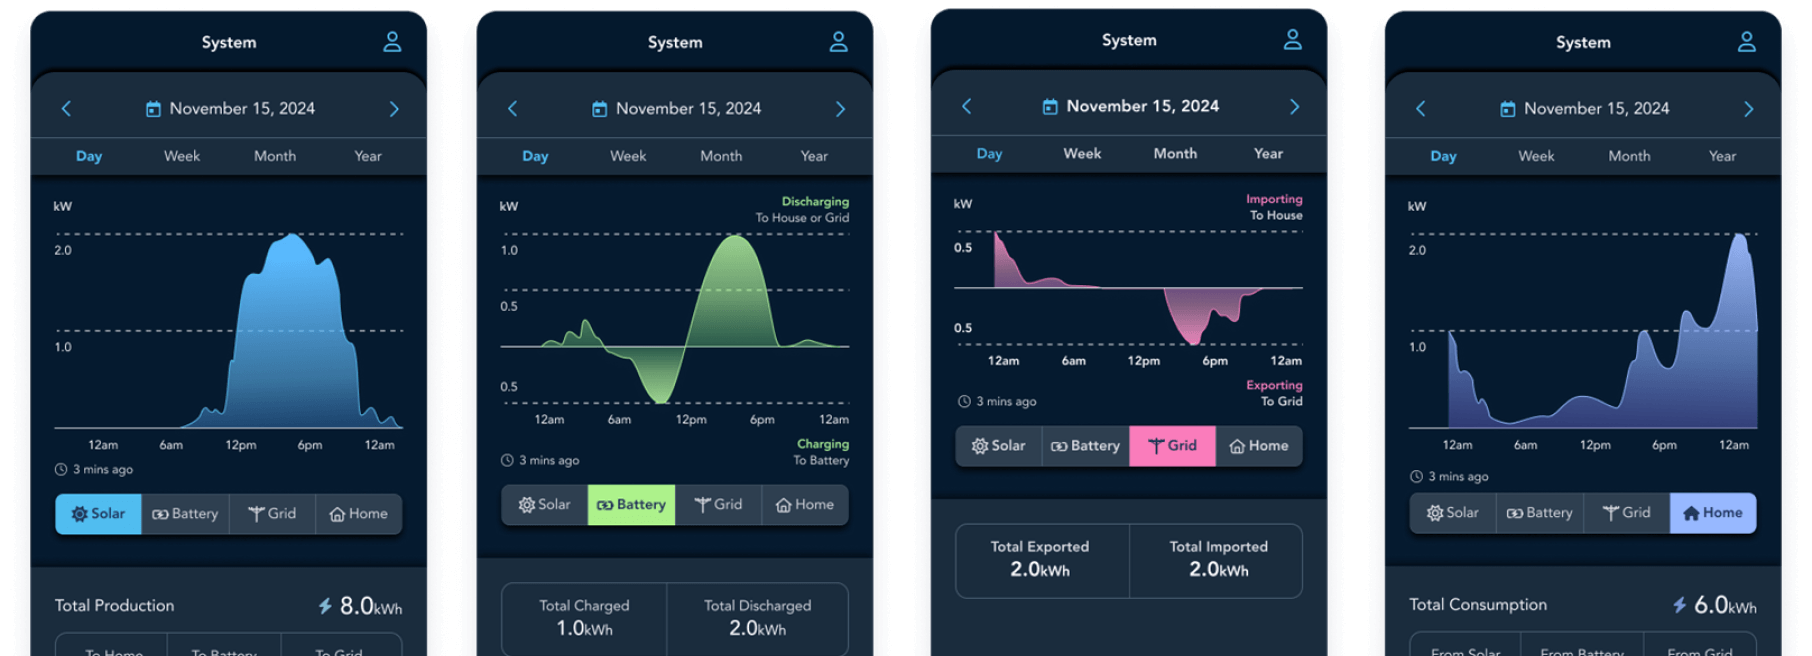 System
November 15, 2024
Day Week Month Year
kW
2.0
1.0
12am 6am 12pm 6pm 12am
3 mins ago
Solar Battery Grid Home
Total Production 8.0kWh
To Home To Battery To Grid
System
November 15, 2024
Day Week Month Year
Discharging
kW
To House or Grid
1.0
0.5
0.5
12am 6am 12pm 6pm 12am
Charging
3 mins ago
To Battery
Solar Battery Grid Home
Total Charged Total Discharged
1.0kWh 2.0kWh
System
November 15, 2024
Day Week Month Year
Importing
kW
To House
0.5
0.5
12am 6am 12pm 6pm 12am
Exporting
3 mins ago
To Grid
Solar Battery Grid Home
Total Exported Total Imported
2.0kWh 2.0kWh
System
November 15, 2024
Day Week Month Year
kW
2.0
1.0
12am 6am 12pm 6pm 12am
3 mins ago
Solar Battery Grid Home
Total Consumption 6.0kWh
From Solar From Battery From Grid